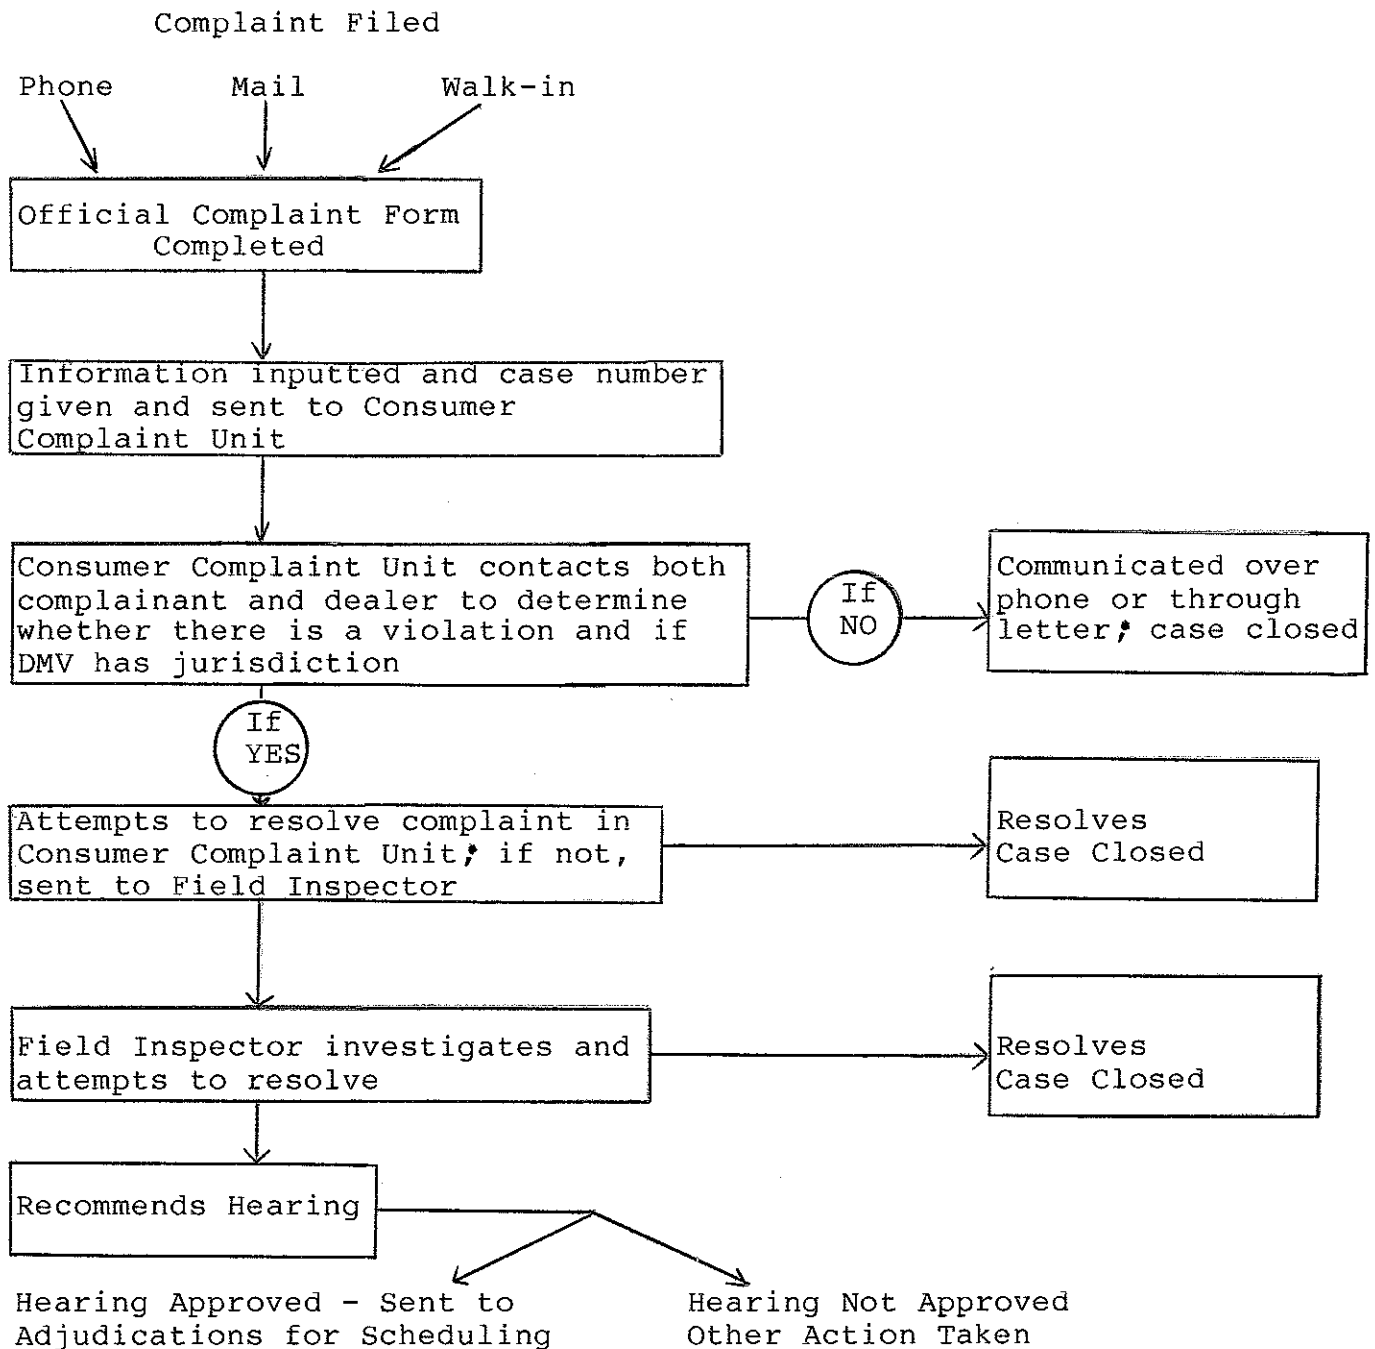 Complaint Filed
Phone Mail Walk-in
Official Complaint Form
Completed
Information inputted and case number
given and sent to Consumer
Complaint Unit
Consumer Complaint Unit contacts both
complainant and dealer to determine
whether there is a violation and if
DMV has jurisdiction
If
NO
Communicated over
phone or through
letter; case closed
If
YES
Attempts to resolve complaint in
Consumer Complaint Unit; if not,
sent to Field Inspector
Resolves
Case Closed
Field Inspector investigates and
attempts to resolve
Resolves
Case Closed
Recommends Hearing
Hearing Approved - Sent to
Adjudications for Scheduling
Hearing Not Approved
Other Action Taken